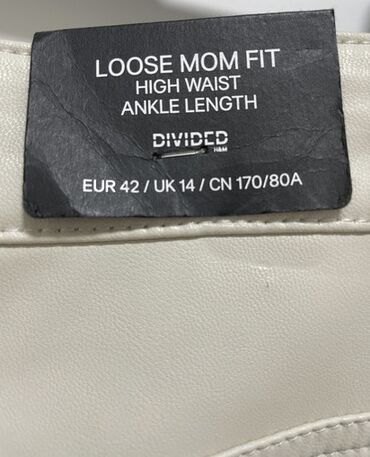 LOOSE MOM FIT
HIGH WAIST
ANKLE LENGTH
DIVIDED
H&M
EUR 42 / UK 14 / CN 170/80A